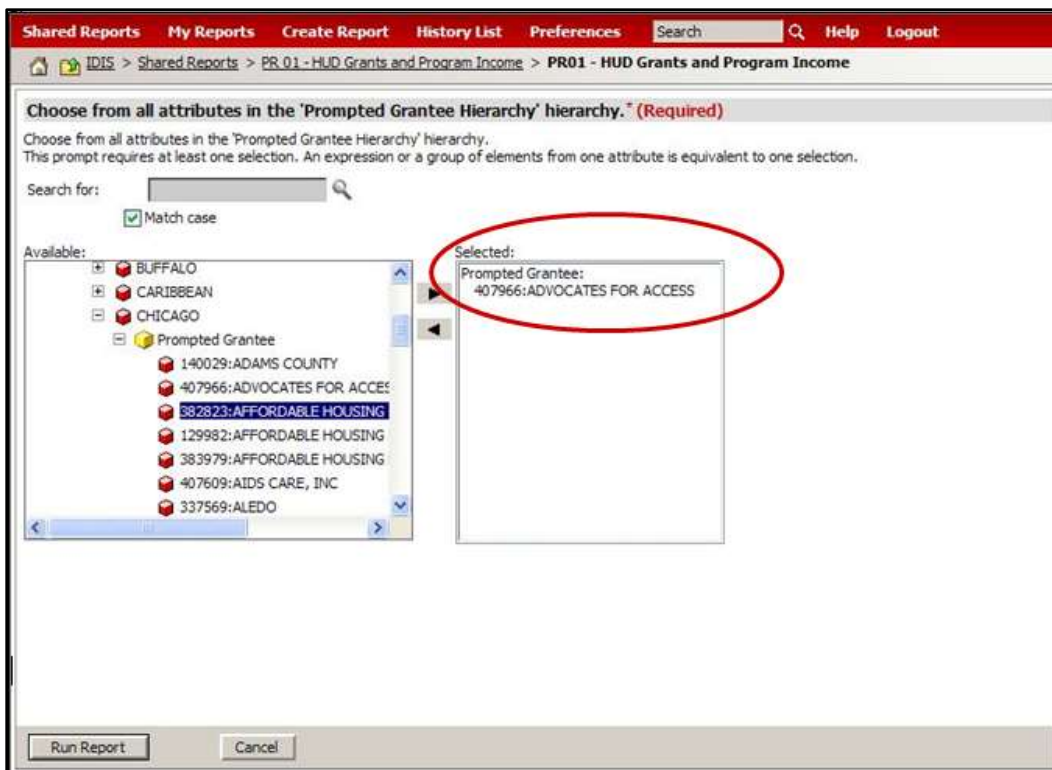 Shared Reports My Reports Create Report History List Preferences Search Help Logout
IDIS > Shared Reports > PR 01 - HUD Grants and Program Income > PR01 - HUD Grants and Program Income
Choose from all attributes in the 'Prompted Grantee Hierarchy' hierarchy.* (Required)
Choose from all attributes in the 'Prompted Grantee Hierarchy' hierarchy.
This prompt requires at least one selection. An expression or a group of elements from one attribute is equivalent to one selection.
Search for:
Match case
Available:
BUFFALO
CARIBBEAN
CHICAGO
Prompted Grantee
140029:ADAMS COUNTY
407966:ADVOCATES FOR ACCES
382823:AFFORDABLE HOUSING
129982:AFFORDABLE HOUSING
383979:AFFORDABLE HOUSING
407609:AIDS CARE, INC
337569:ALEDO
Selected:
Prompted Grantee:
407966:ADVOCATES FOR ACCESS
Run Report Cancel